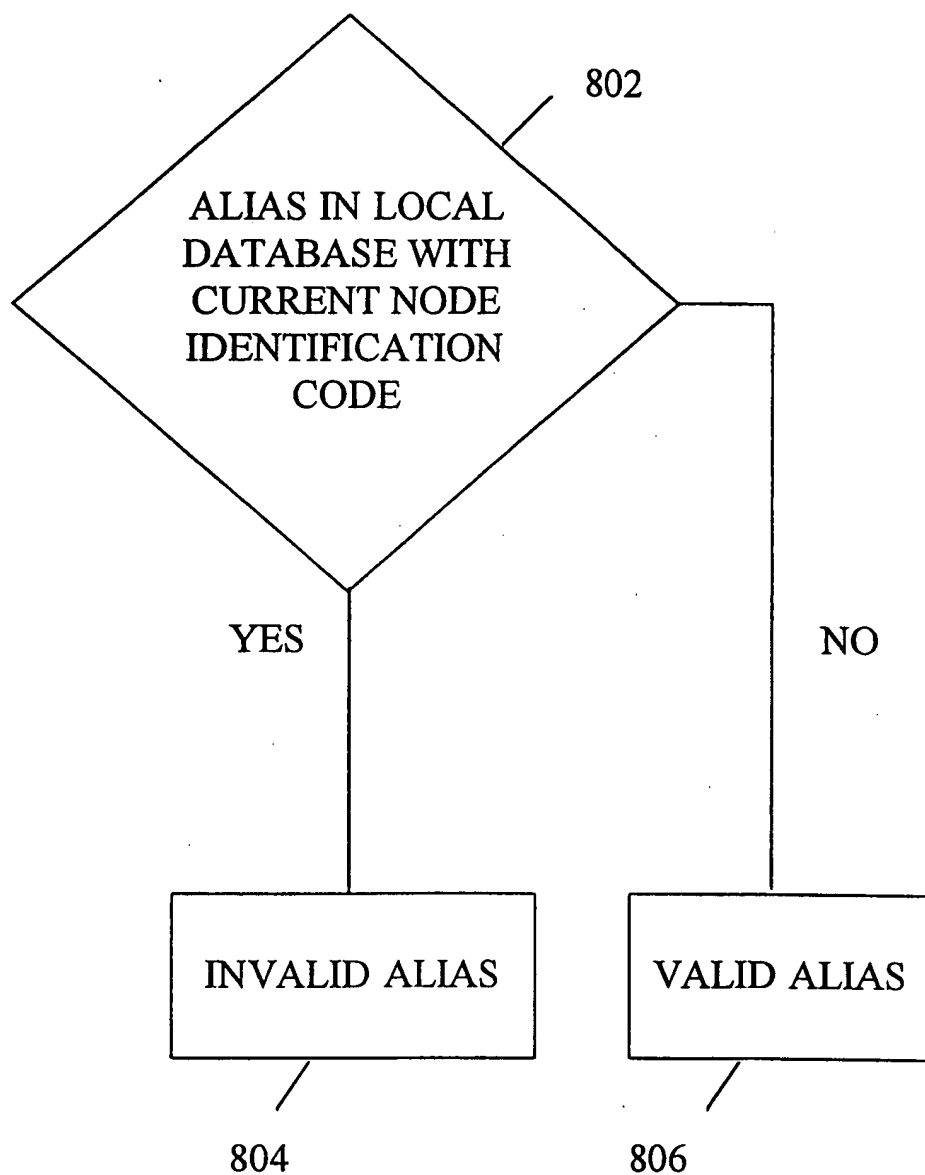 802
ALIAS IN LOCAL
DATABASE WITH
CURRENT NODE
IDENTIFICATION
CODE
YES
NO
INVALID ALIAS
VALID ALIAS
804
806